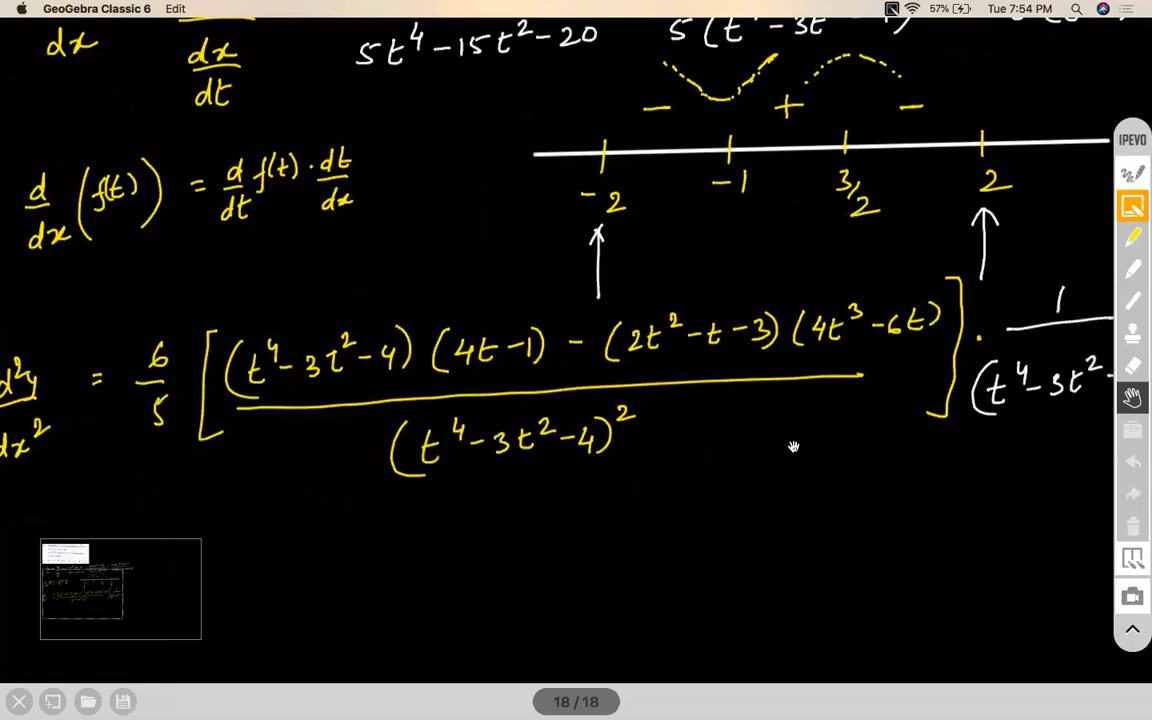 GeoGebra Classic 6 Edit 57% Tue 7:54 PM
dx dx/dt
5t⁴ – 15t² – 20
– + –
–2 –1 3/2 2
d/dx (f(t)) = d/dt f(t) · dt/dx
d²y/dx² = 6/5 [ (t⁴ – 3t² – 4) (4t – 1) – (2t² – t – 3) (4t³ – 6t) / (t⁴ – 3t² – 4)² ] · 1 / (t⁴ – 3t² –
IPEVO
18 / 18